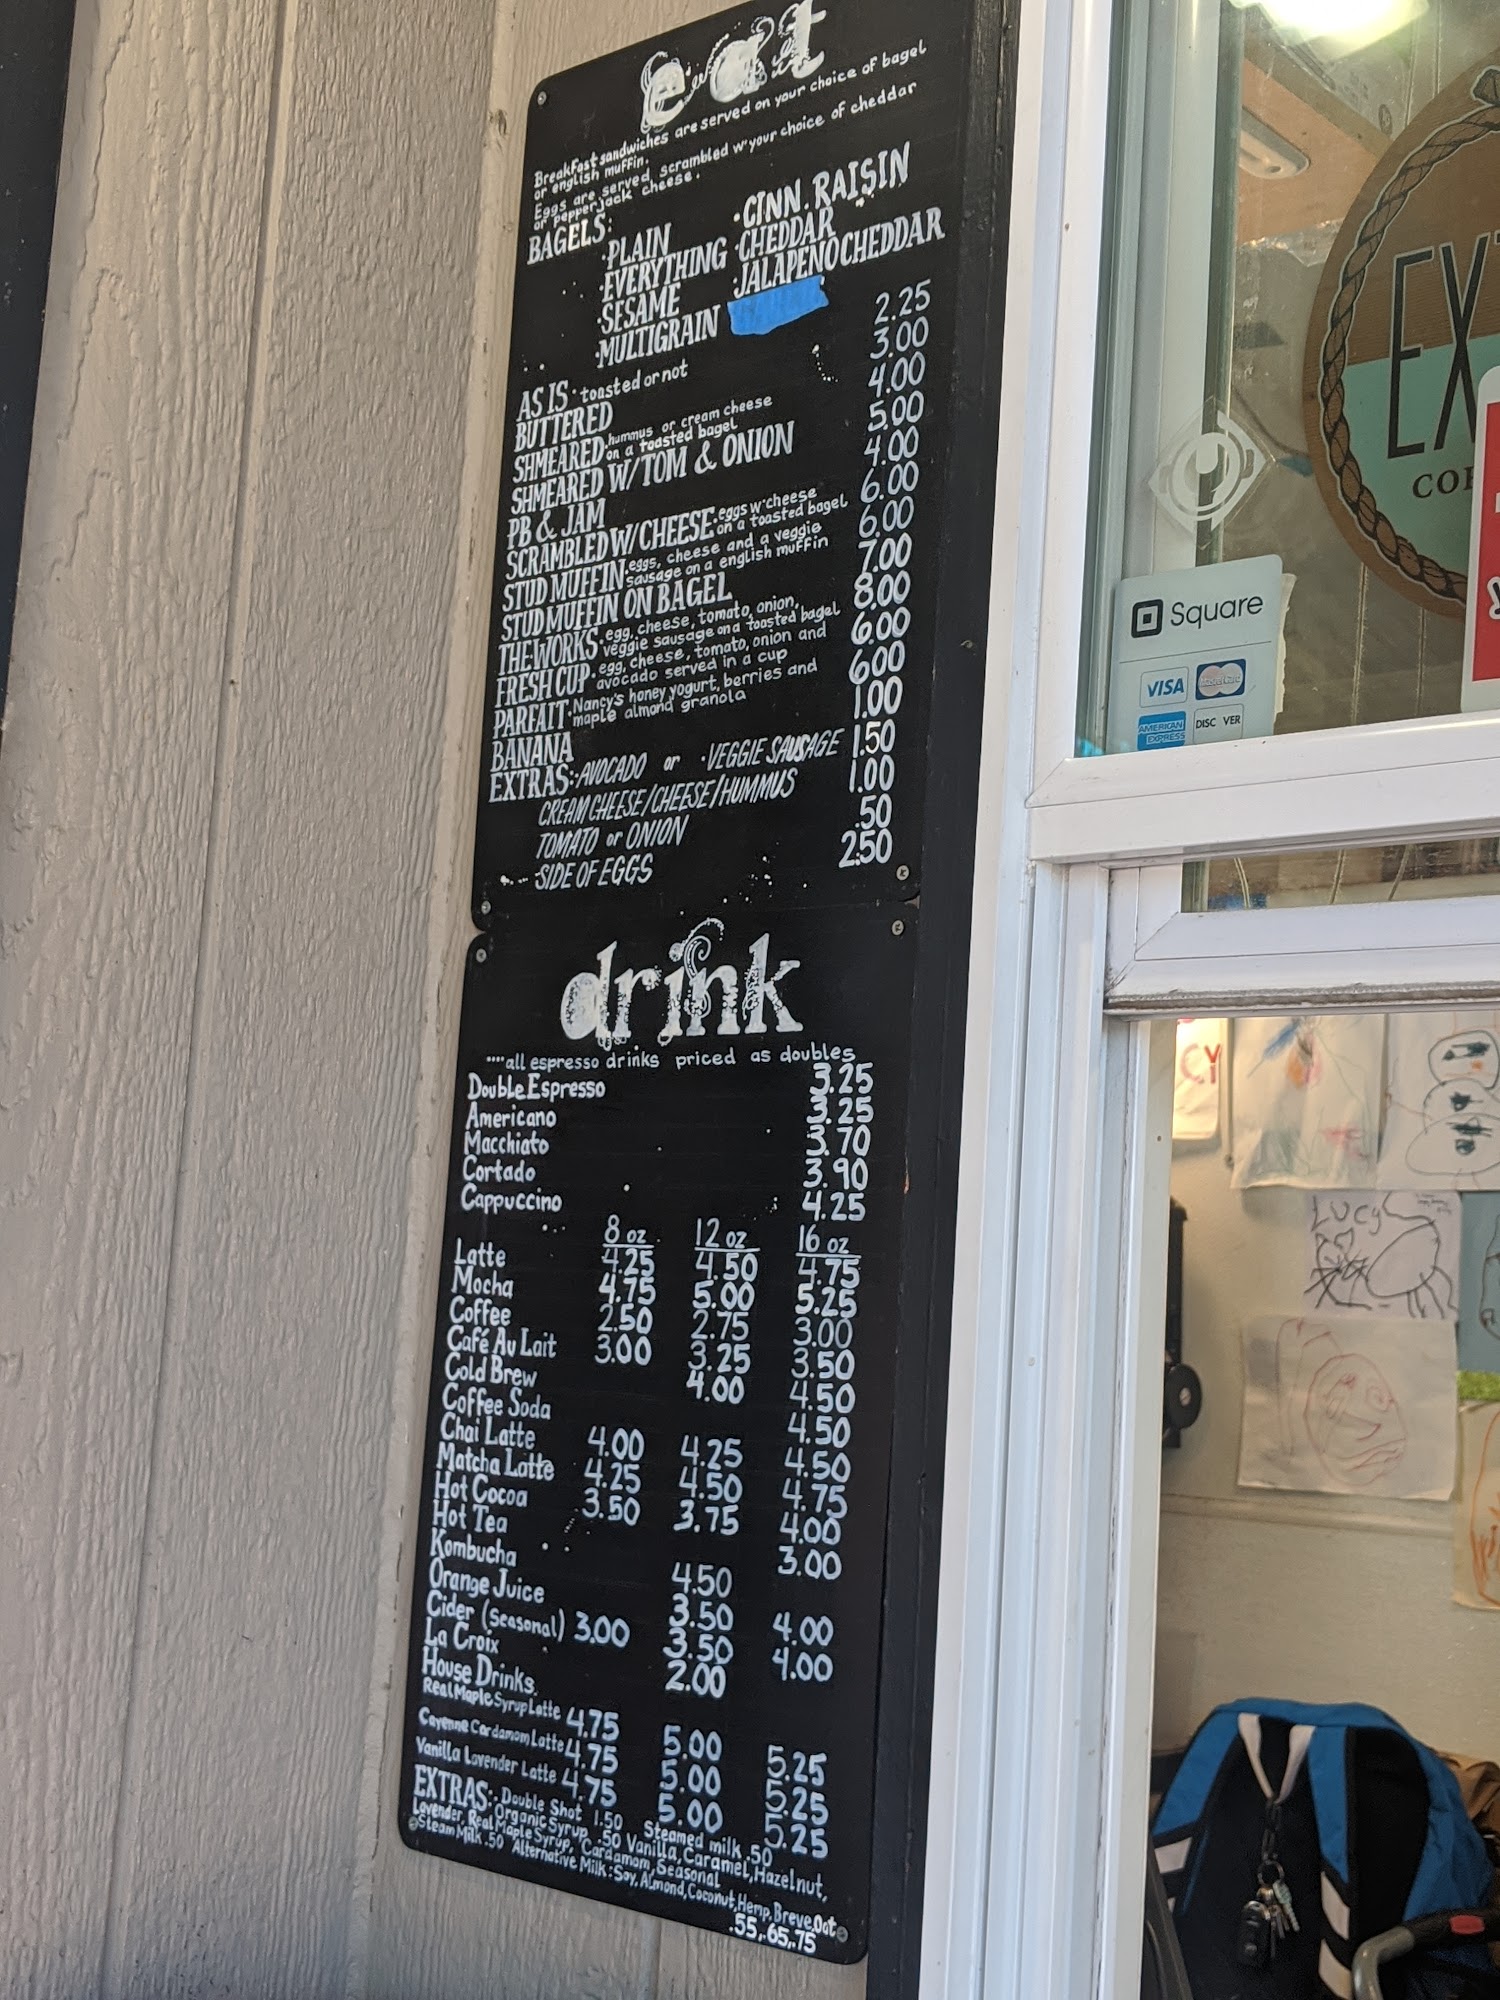 eat
Breakfast sandwiches are served on your choice of bagel
or english muffin.
Eggs are served scrambled w your choice of cheddar
or pepperjack cheese.
BAGELS:
·PLAIN
·EVERYTHING
·SESAME
·MULTIGRAIN
·CINN. RAISIN
·CHEDDAR
·JALAPENO CHEDDAR
AS IS · toasted or not 2.25
BUTTERED 3.00
SHMEARED · hummus or cream cheese on a toasted bagel 4.00
SHMEARED W/ TOM & ONION 5.00
PB & JAM 4.00
SCRAMBLED W/CHEESE · eggs w cheese on a toasted bagel 6.00
STUD MUFFIN · eggs, cheese and a veggie sausage on a english muffin 6.00
STUD MUFFIN ON BAGEL 7.00
THE WORKS · egg, cheese, tomato, onion, veggie sausage on a toasted bagel 8.00
FRESH CUP · egg, cheese, tomato, onion and avocado served in a cup 6.00
PARFAIT · Nancy's honey yogurt, berries and maple almond granola 6.00
BANANA 1.00
EXTRAS: · AVOCADO or · VEGGIE SAUSAGE 1.50
CREAM CHEESE/CHEESE/HUMMUS 1.00
TOMATO or ONION .50
SIDE OF EGGS 2.50
drink
....all espresso drinks priced as doubles
Double Espresso 3.25
Americano 3.25
Macchiato 3.70
Cortado 3.90
Cappuccino 4.25
8 oz 12 oz 16 oz
Latte 4.25 4.50 4.75
Mocha 4.75 5.00 5.25
Coffee 2.50 2.75 3.00
Café Au Lait 3.00 3.25 3.50
Cold Brew 4.00 4.50
Coffee Soda 4.50
Chai Latte 4.00 4.25 4.50
Matcha Latte 4.25 4.50 4.75
Hot Cocoa 3.50 3.75 4.00
Hot Tea 3.00
Kombucha 4.50
Orange Juice 3.50 4.00
Cider (Seasonal) 3.00 3.50 4.00
La Croix 2.00
House Drinks.
Real Maple Syrup Latte 4.75 5.00 5.25
Cayenne Cardamom Latte 4.75 5.00 5.25
Vanilla Lavender Latte 4.75 5.00 5.25
EXTRAS: · Double Shot 1.50 Steamed milk .50
Organic Syrup .50 Vanilla, Caramel, Hazelnut,
Lavender, Real Maple Syrup, Cardamom, Seasonal
Steam Milk .50 Alternative Milk: Soy, Almond, Coconut, Hemp, Breve, Oat
.55, .65, .75
Square
VISA
MasterCard
AMERICAN EXPRESS
DISC VER
EX
CO
CY
LUCY